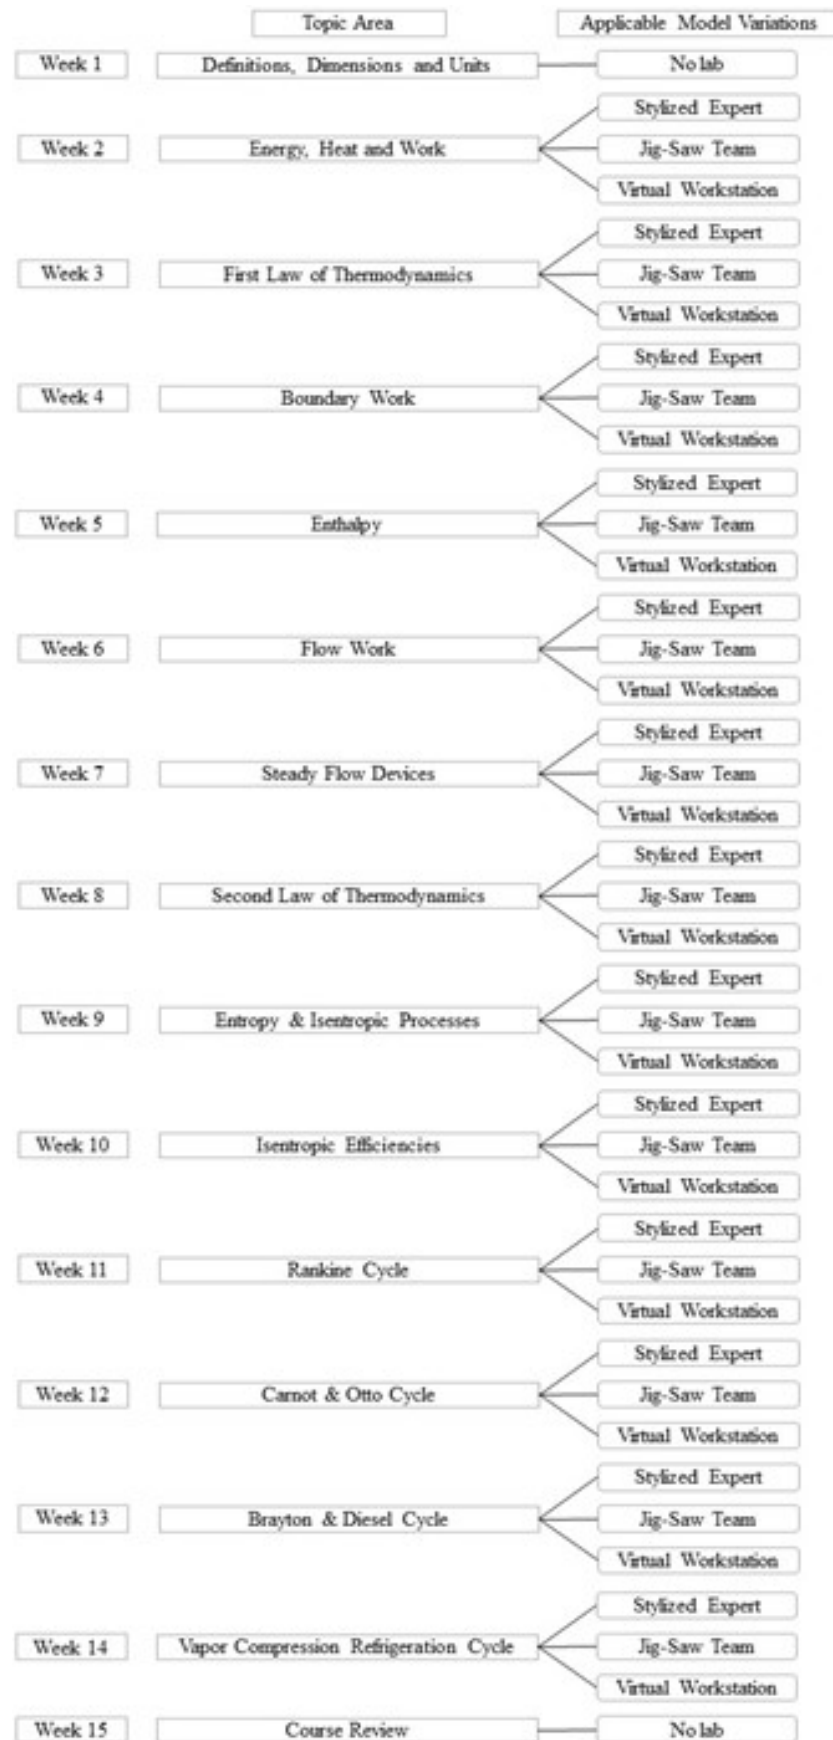 Topic Area Applicable Model Variations
Week 1 Definitions, Dimensions and Units No lab
Stylized Expert
Week 2 Energy, Heat and Work Jig-Saw Team
Virtual Workstation
Stylized Expert
Week 3 First Law of Thermodynamics Jig-Saw Team
Virtual Workstation
Stylized Expert
Week 4 Boundary Work Jig-Saw Team
Virtual Workstation
Stylized Expert
Week 5 Enthalpy Jig-Saw Team
Virtual Workstation
Stylized Expert
Week 6 Flow Work Jig-Saw Team
Virtual Workstation
Stylized Expert
Week 7 Steady Flow Devices Jig-Saw Team
Virtual Workstation
Stylized Expert
Week 8 Second Law of Thermodynamics Jig-Saw Team
Virtual Workstation
Stylized Expert
Week 9 Entropy & Isentropic Processes Jig-Saw Team
Virtual Workstation
Stylized Expert
Week 10 Isentropic Efficiencies Jig-Saw Team
Virtual Workstation
Stylized Expert
Week 11 Rankine Cycle Jig-Saw Team
Virtual Workstation
Stylized Expert
Week 12 Carnot & Otto Cycle Jig-Saw Team
Virtual Workstation
Stylized Expert
Week 13 Brayton & Diesel Cycle Jig-Saw Team
Virtual Workstation
Stylized Expert
Week 14 Vapor Compression Refrigeration Cycle Jig-Saw Team
Virtual Workstation
Week 15 Course Review No lab